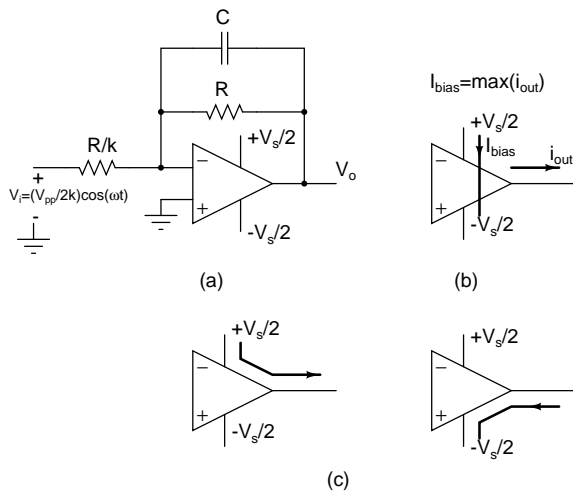 C
R
R/k
+V_s/2
−
+
V_o
+
V_i=(V_pp/2k)cos(ωt)
-
-V_s/2
(a)
I_bias=max(i_out)
+V_s/2
I_bias
i_out
−
+
-V_s/2
(b)
+V_s/2
−
+
-V_s/2
+V_s/2
−
+
-V_s/2
(c)